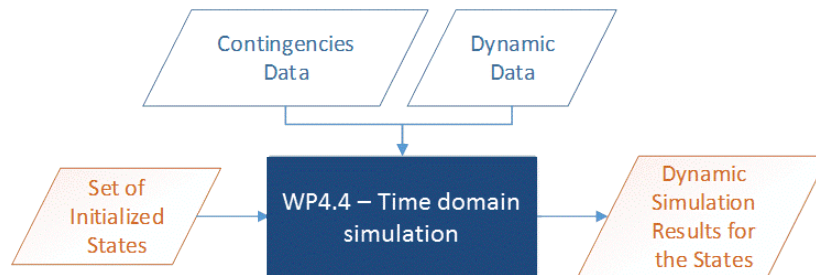 Contingencies
Data
Dynamic
Data
Set of
Initialized
States
WP4.4 – Time domain
simulation
Dynamic
Simulation
Results for
the States